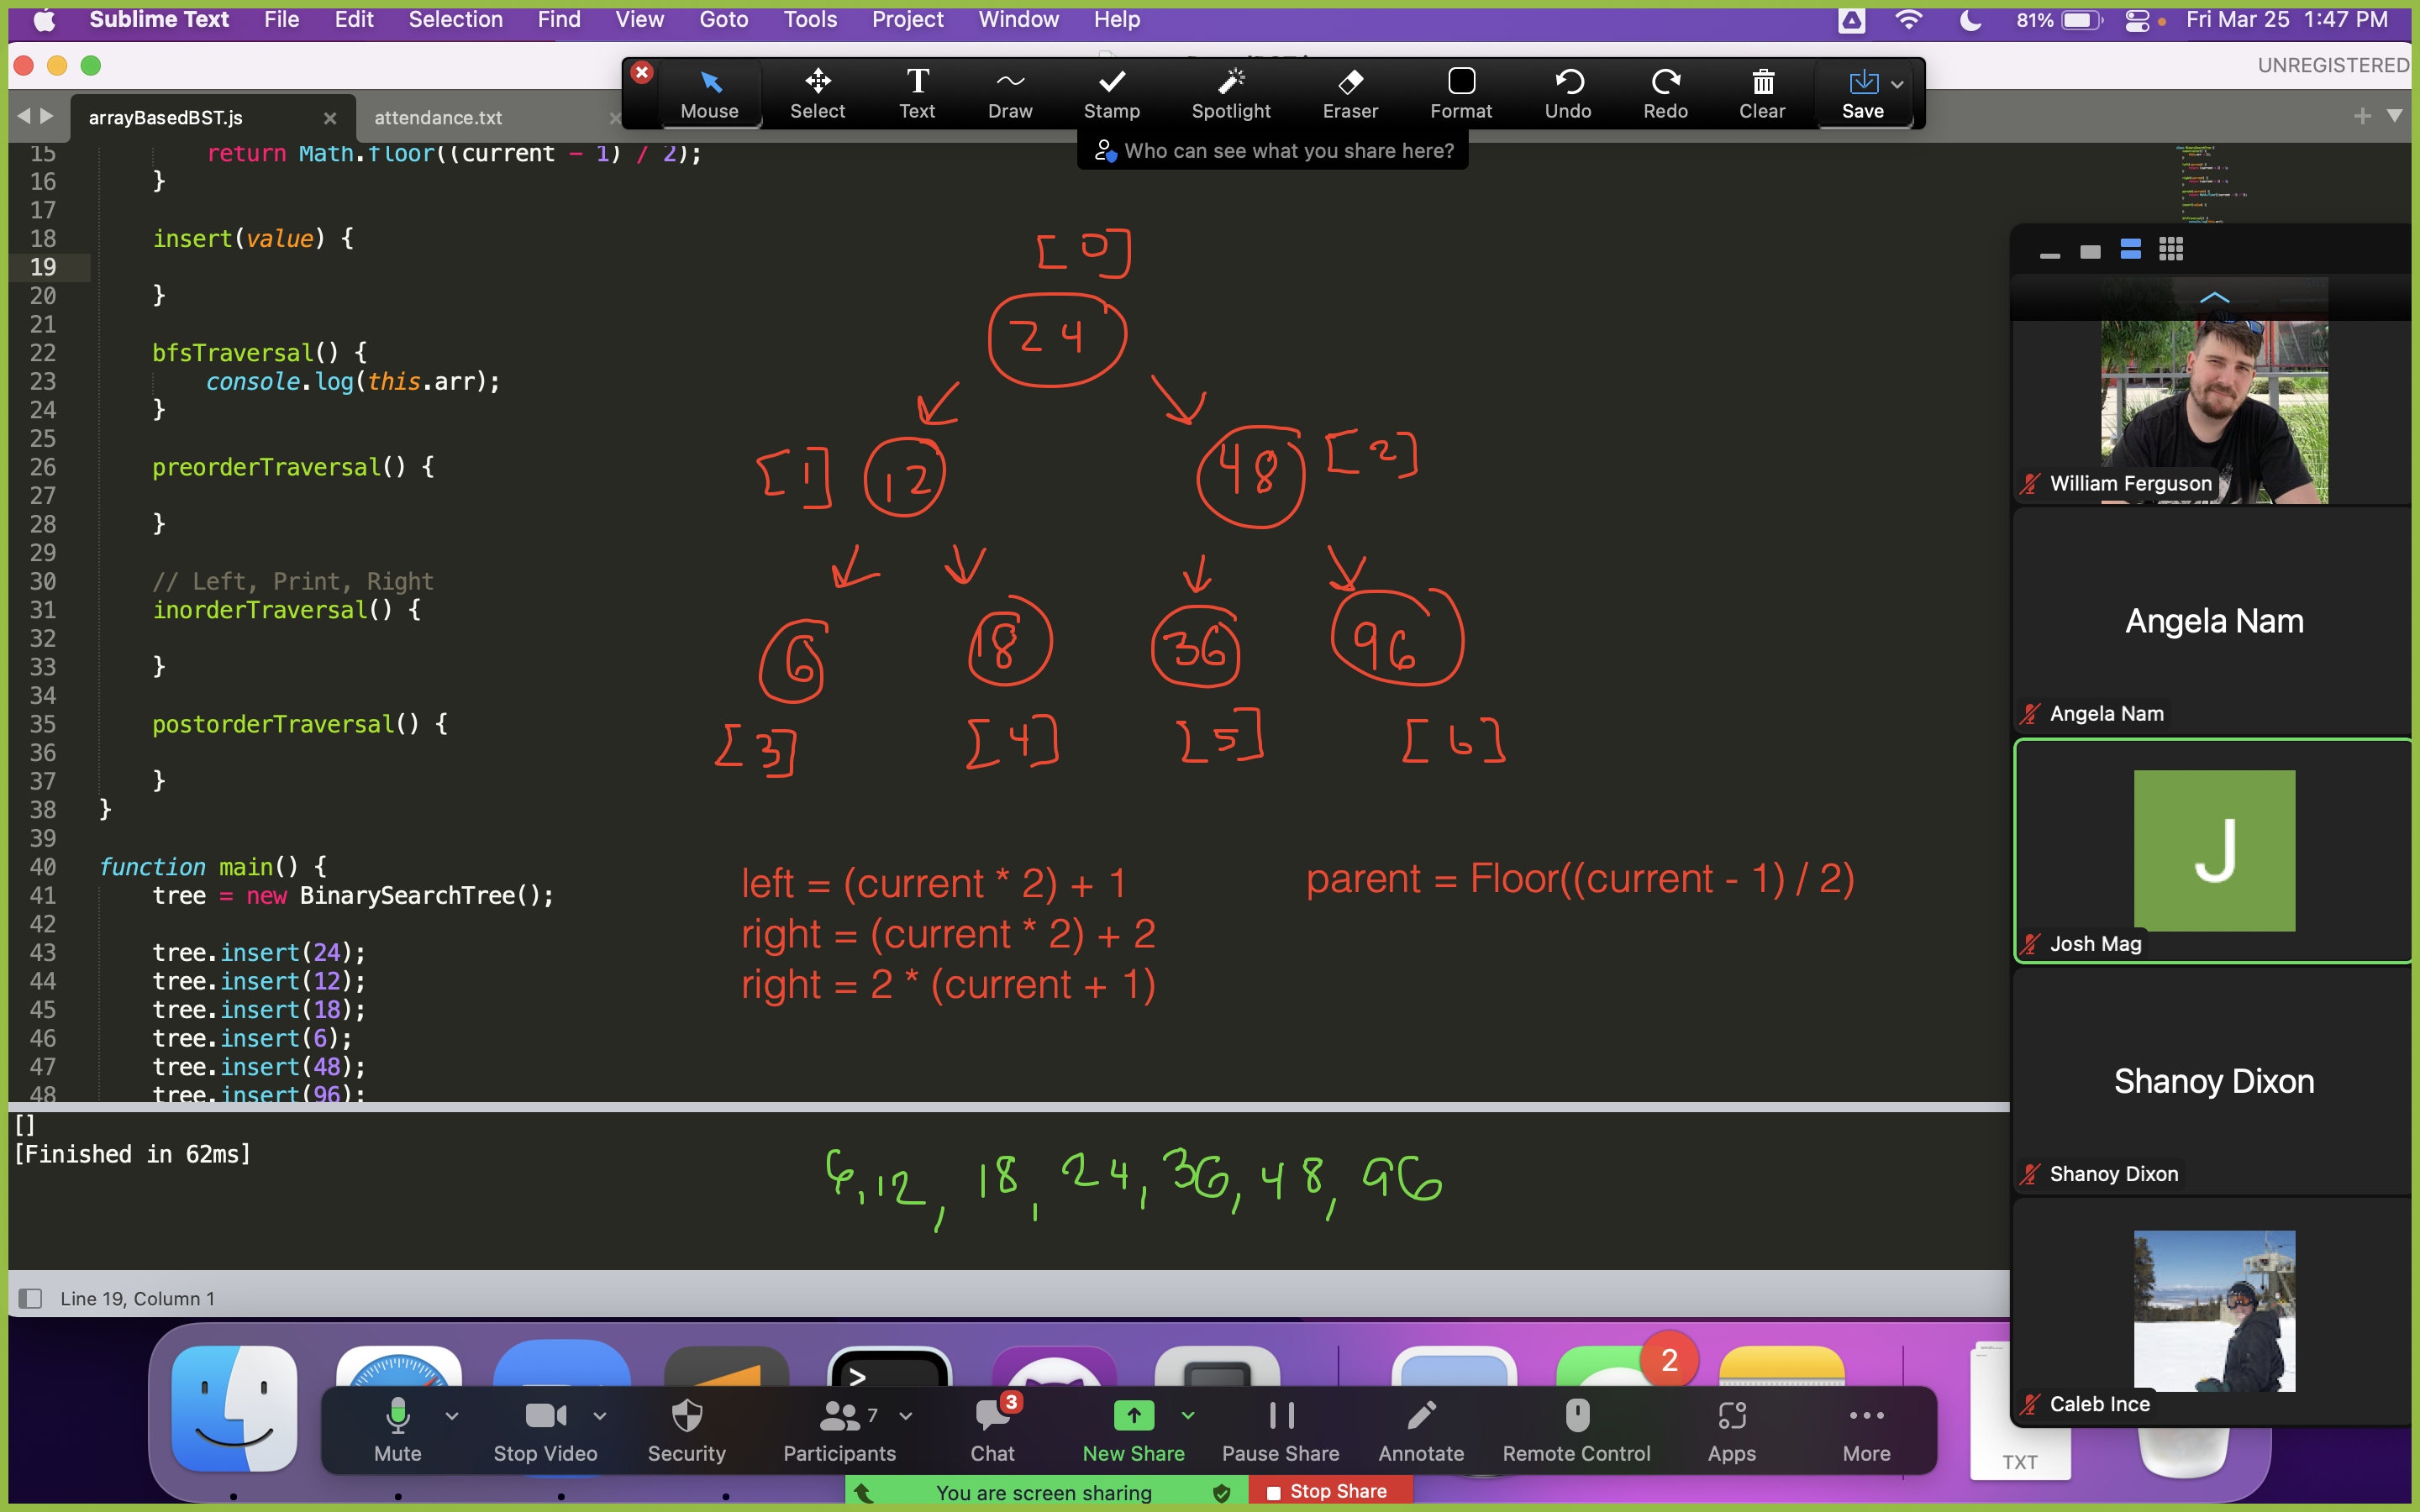 Sublime Text File Edit Selection Find View Goto Tools Project Window Help 81% Fri Mar 25 1:47 PM
UNREGISTERED
Mouse Select Text Draw Stamp Spotlight Eraser Format Undo Redo Clear Save
arrayBasedBST.js attendance.txt
Who can see what you share here?
15 return Math.floor((current - 1) / 2);
16 }
17
18 insert(value) {
19
20 }
21
22 bfsTraversal() {
23 console.log(this.arr);
24 }
25
26 preorderTraversal() {
27
28 }
29
30 // Left, Print, Right
31 inorderTraversal() {
32
33 }
34
35 postorderTraversal() {
36
37 }
38 }
39
40 function main() {
41 tree = new BinarySearchTree();
42
43 tree.insert(24);
44 tree.insert(12);
45 tree.insert(18);
46 tree.insert(6);
47 tree.insert(48);
48 tree.insert(96);
[0]
24
[1] 12 48 [2]
6 18 36 96
[3] [4] [5] [6]
left = (current * 2) + 1
right = (current * 2) + 2
right = 2 * (current + 1)
parent = Floor((current - 1) / 2)
[]
[Finished in 62ms]
6, 12, 18, 24, 36, 48, 96
Line 19, Column 1
William Ferguson
Angela Nam
Angela Nam
J
Josh Mag
Shanoy Dixon
Shanoy Dixon
Caleb Ince
2
TXT
7
3
Mute Stop Video Security Participants Chat New Share Pause Share Annotate Remote Control Apps More
You are screen sharing Stop Share